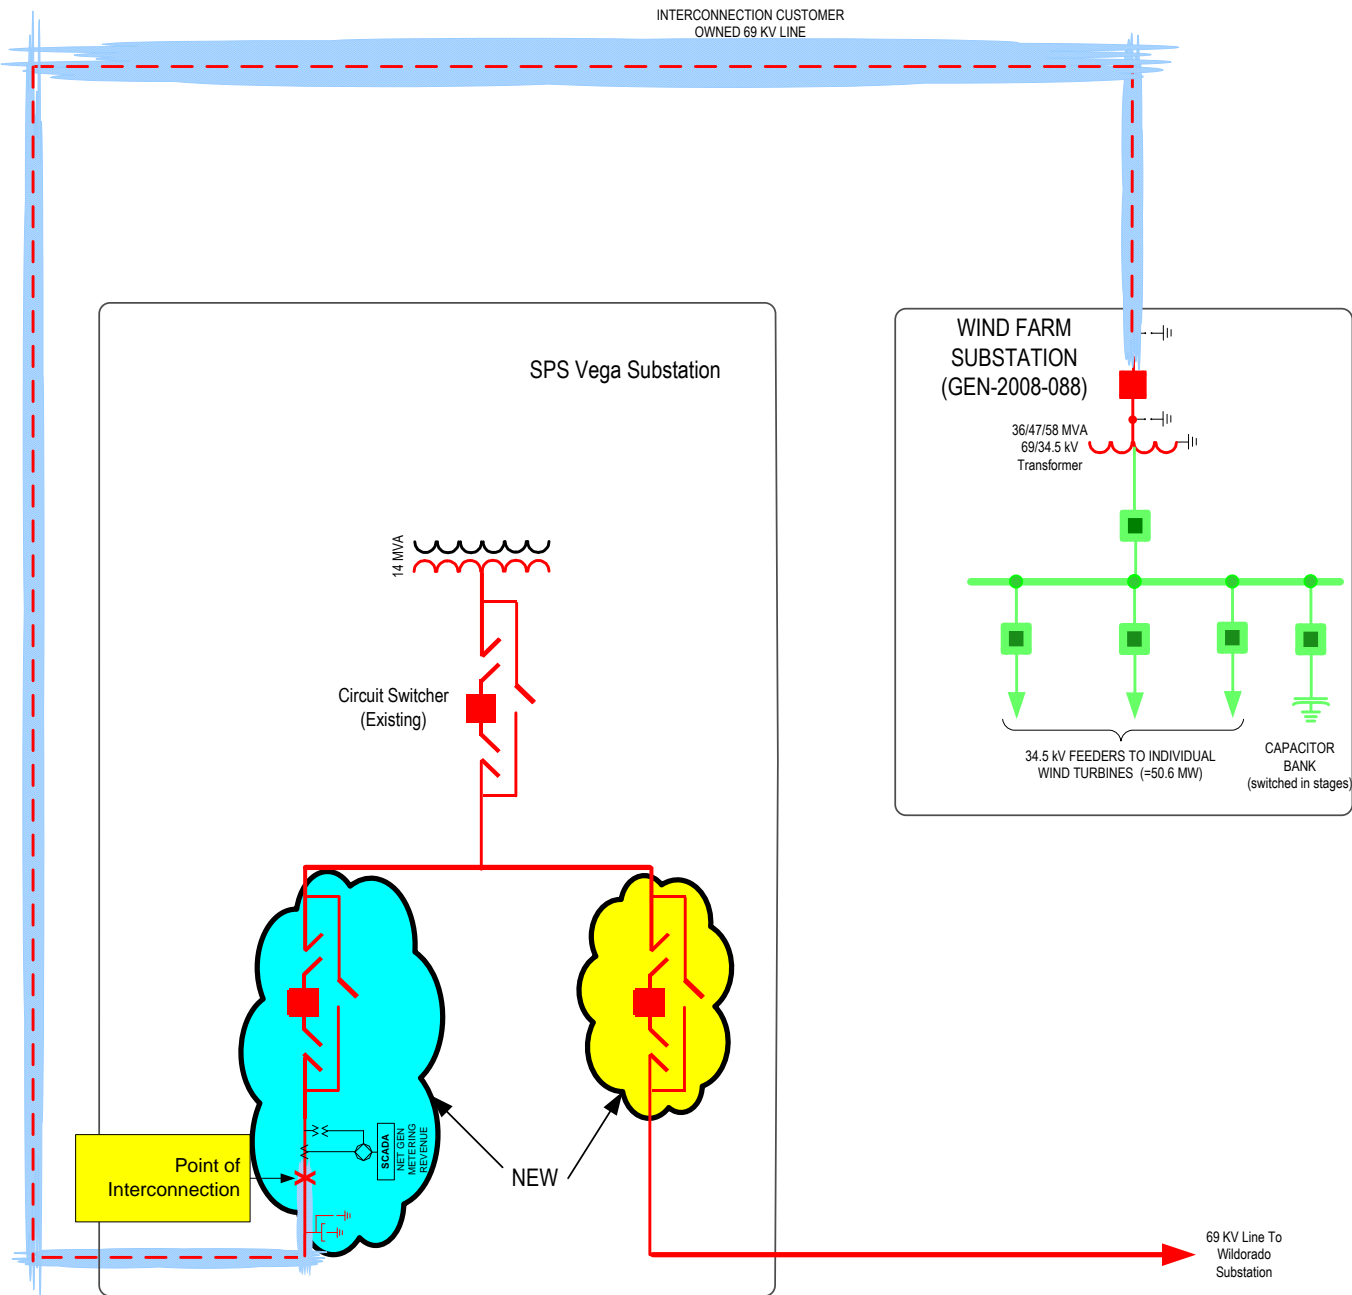 INTERCONNECTION CUSTOMER
OWNED 69 KV LINE
SPS Vega Substation
WIND FARM
SUBSTATION
(GEN-2008-088)
36/47/58 MVA
69/34.5 kV
Transformer
14 MVA
Circuit Switcher
(Existing)
34.5 kV FEEDERS TO INDIVIDUAL
WIND TURBINES (=50.6 MW)
CAPACITOR
BANK
(switched in stages)
SCADA
NET GEN
METERING
REVENUE
Point of
Interconnection
NEW
69 KV Line To
Wildorado
Substation